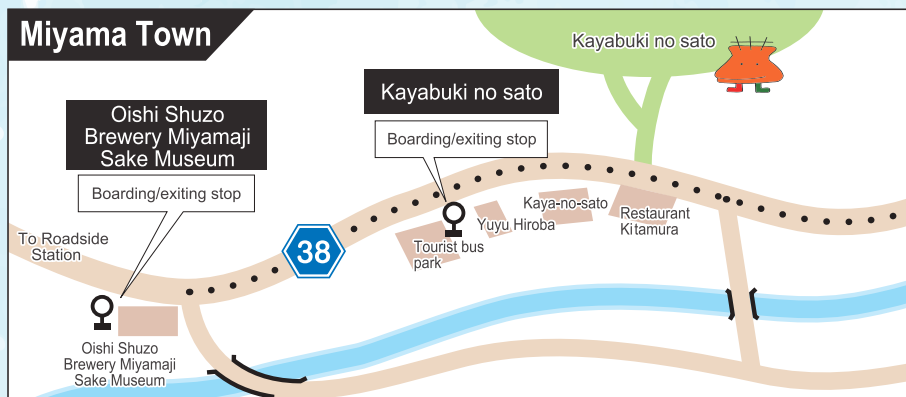 Miyama Town
Kayabuki no sato
Kayabuki no sato
Boarding/exiting stop
Oishi Shuzo
Brewery Miyamaji
Sake Museum
Boarding/exiting stop
To Roadside
Station
38
Tourist bus
park
Yuyu Hiroba
Kaya-no-sato
Restaurant
Kitamura
Oishi Shuzo
Brewery Miyamaji
Sake Museum